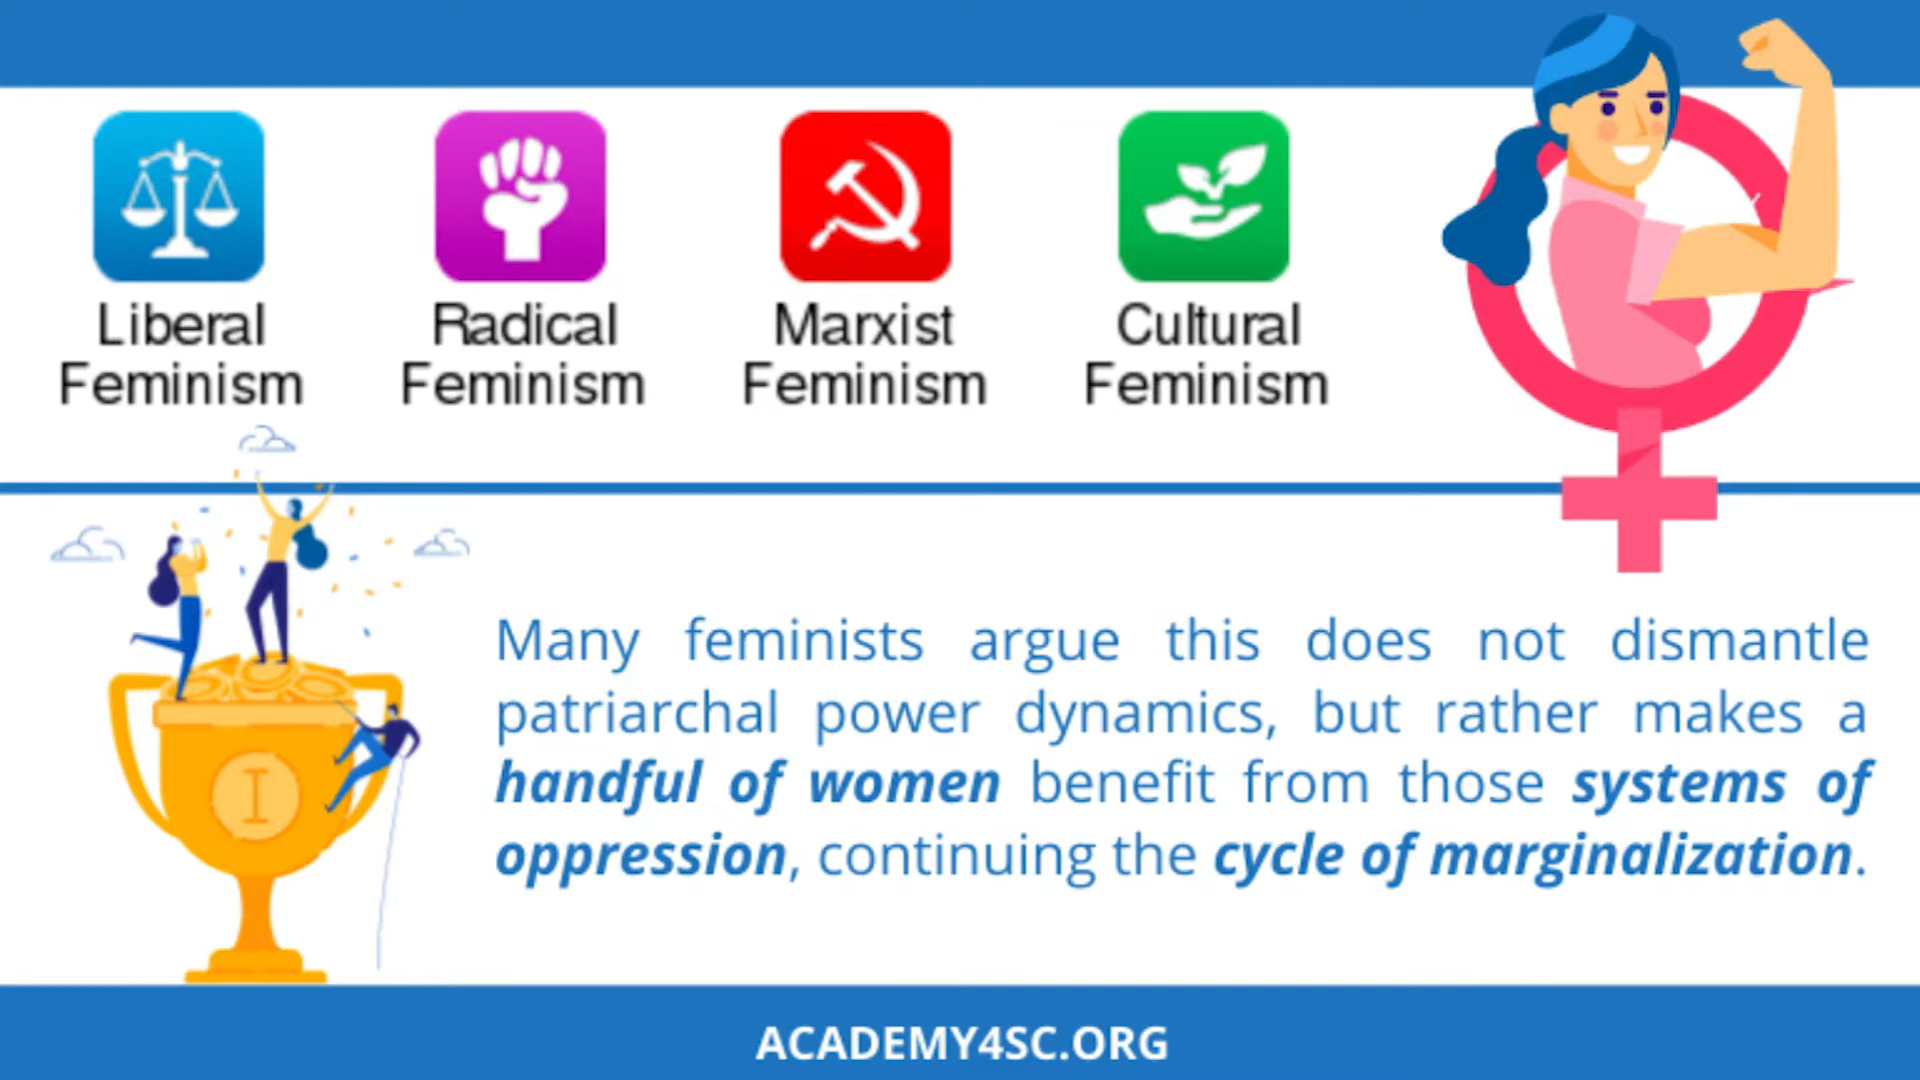 Liberal
Feminism
Radical
Feminism
Marxist
Feminism
Cultural
Feminism
Many feminists argue this does not dismantle
patriarchal power dynamics, but rather makes a
handful of women benefit from those systems of
oppression, continuing the cycle of marginalization.
I
ACADEMY4SC.ORG